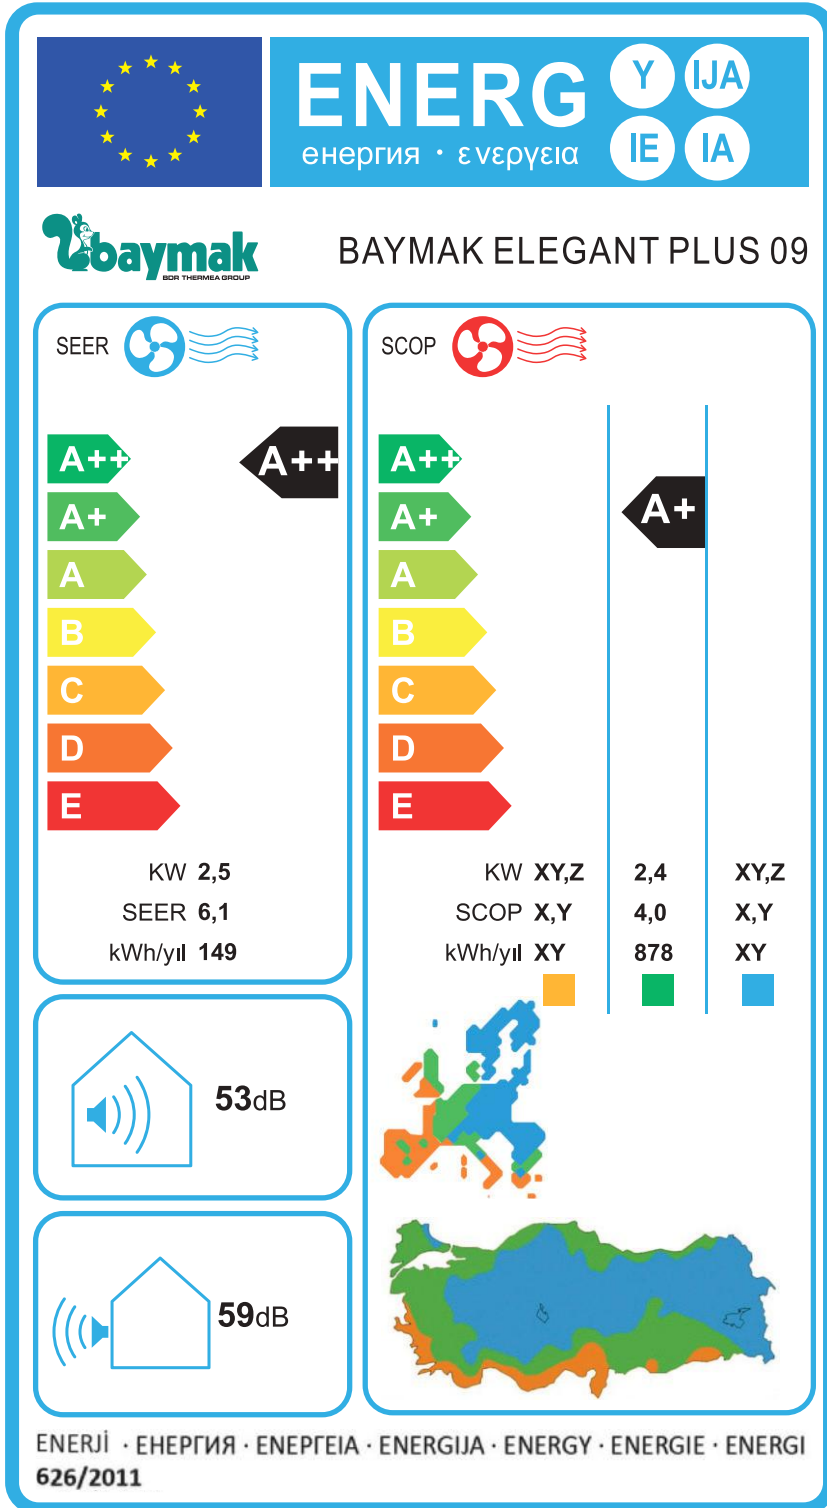 ENERG Y IJA
енергия · ενεργεια IE IA
baymak
BDR THERMEA GROUP
BAYMAK ELEGANT PLUS 09
SEER
A++
A++
A+
A
B
C
D
E
KW 2,5
SEER 6,1
kWh/yıl 149
SCOP
A++
A+
A+
A
B
C
D
E
KW XY,Z 2,4 XY,Z
SCOP X,Y 4,0 X,Y
kWh/yıl XY 878 XY
53dB
59dB
ENERJİ · ЕНЕРГИЯ · ΕΝΕΡΓΕΙΑ · ENERGIJA · ENERGY · ENERGIE · ENERGI
626/2011